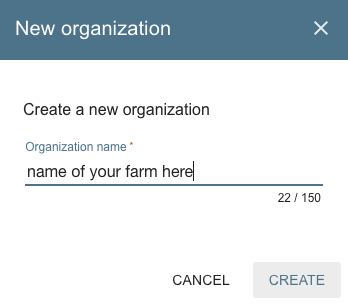 New organization
Create a new organization
Organization name *
name of your farm here
22 / 150
CANCEL CREATE